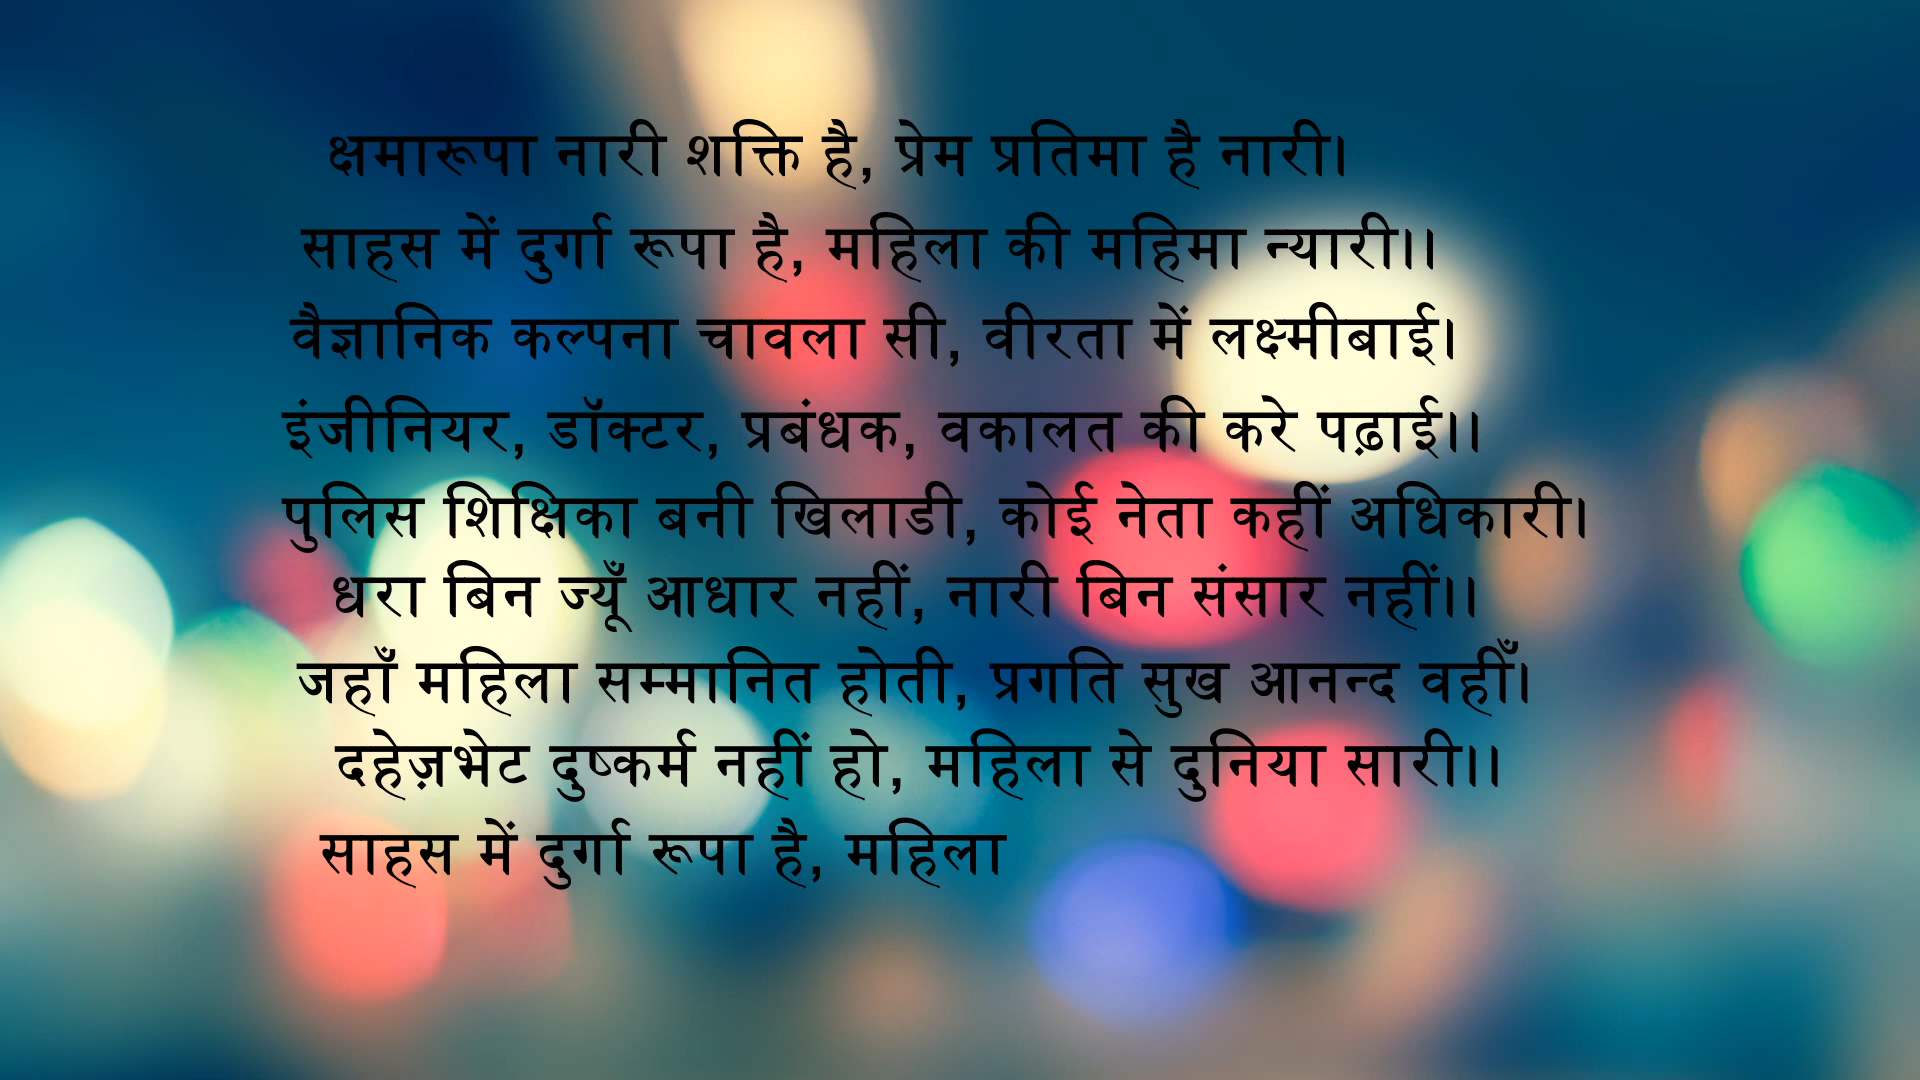 क्षमारूपा नारी शक्ति है, प्रेम प्रतिमा है नारी।
साहस में दुर्गा रूपा है, महिला की महिमा न्यारी।।
वैज्ञानिक कल्पना चावला सी, वीरता में लक्ष्मीबाई।
इंजीनियर, डॉक्टर, प्रबंधक, वकालत की करे पढ़ाई।।
पुलिस शिक्षिका बनी खिलाडी, कोई नेता कहीं अधिकारी।
धरा बिन ज्यूँ आधार नहीं, नारी बिन संसार नहीं।।
जहाँ महिला सम्मानित होती, प्रगति सुख आनन्द वहीँ।
दहेज़भेट दुष्कर्म नहीं हो, महिला से दुनिया सारी।।
साहस में दुर्गा रूपा है, महिला